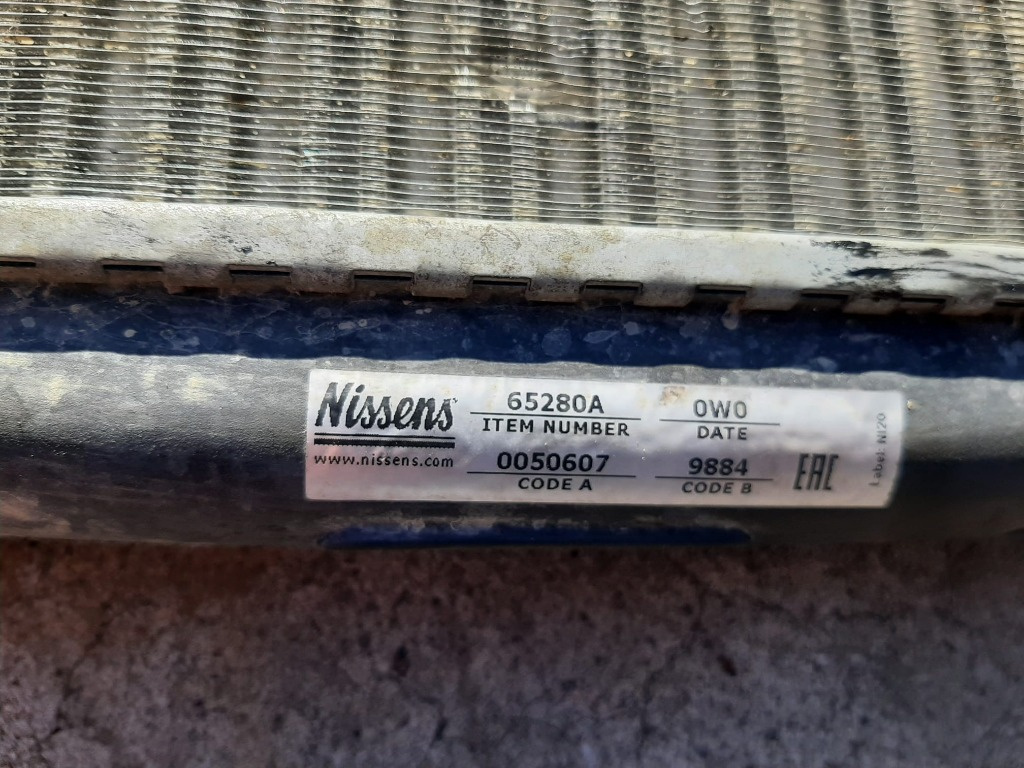 Nissens
www.nissens.com
65280A
ITEM NUMBER
0050607
CODE A
0W0
DATE
9884
CODE B
EAC
Label: NI20